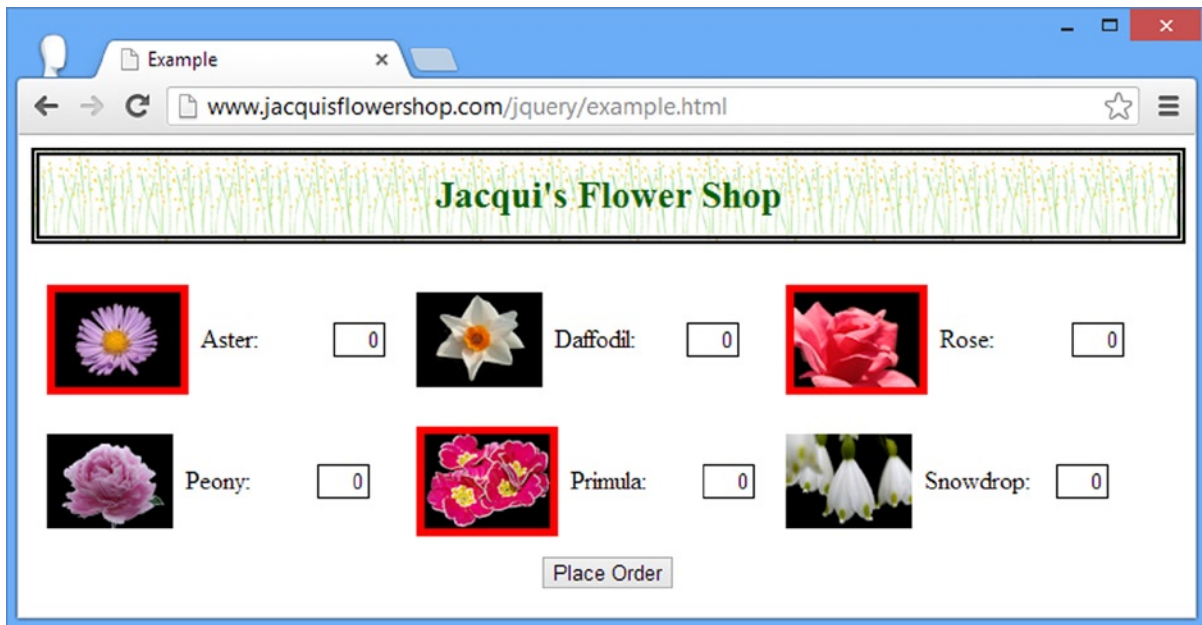 Example
www.jacquisflowershop.com/jquery/example.html
Jacqui's Flower Shop
Aster: 0 Daffodil: 0 Rose: 0
Peony: 0 Primula: 0 Snowdrop: 0
Place Order